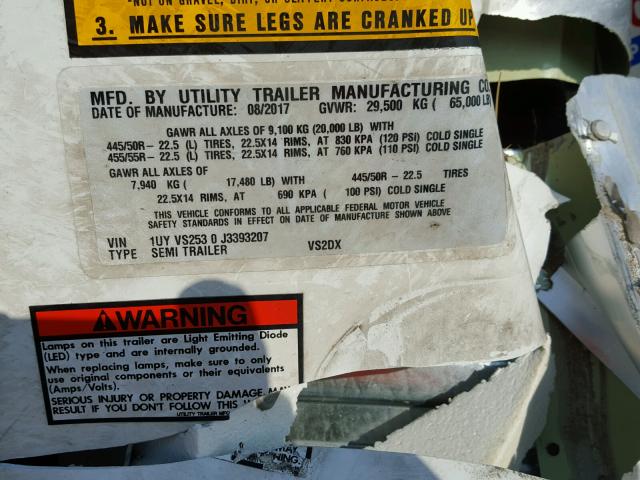 3. MAKE SURE LEGS ARE CRANKED UP
MFD. BY UTILITY TRAILER MANUFACTURING CO
DATE OF MANUFACTURE: 08/2017 GVWR: 29,500 KG ( 65,000 LB
GAWR ALL AXLES OF 9,100 KG (20,000 LB) WITH
445/50R- 22.5 (L) TIRES, 22.5X14 RIMS, AT 830 KPA (120 PSI) COLD SINGLE
455/55R- 22.5 (L) TIRES, 22.5X14 RIMS, AT 760 KPA (110 PSI) COLD SINGLE
GAWR ALL AXLES OF
7,940 KG ( 17,480 LB) WITH 445/50R - 22.5 TIRES
22.5X14 RIMS, AT 690 KPA ( 100 PSI) COLD SINGLE
THIS VEHICLE CONFORMS TO ALL APPLICABLE FEDERAL MOTOR VEHICLE
SAFETY STANDARDS IN EFFECT ON DATE OF MANUFACTURE SHOWN ABOVE
VIN 1UY VS253 0 J3393207
TYPE SEMI TRAILER VS2DX
WARNING
Lamps on this trailer are Light Emitting Diode
(LED) type and are internally grounded.
When replacing lamps, make sure to only
use original components or their equivalents
(Amps/Volts).
SERIOUS INJURY OR PROPERTY DAMAGE MAY
RESULT IF YOU DON'T FOLLOW THIS
UTILITY TRAILER MFG
MAY
WARNING.